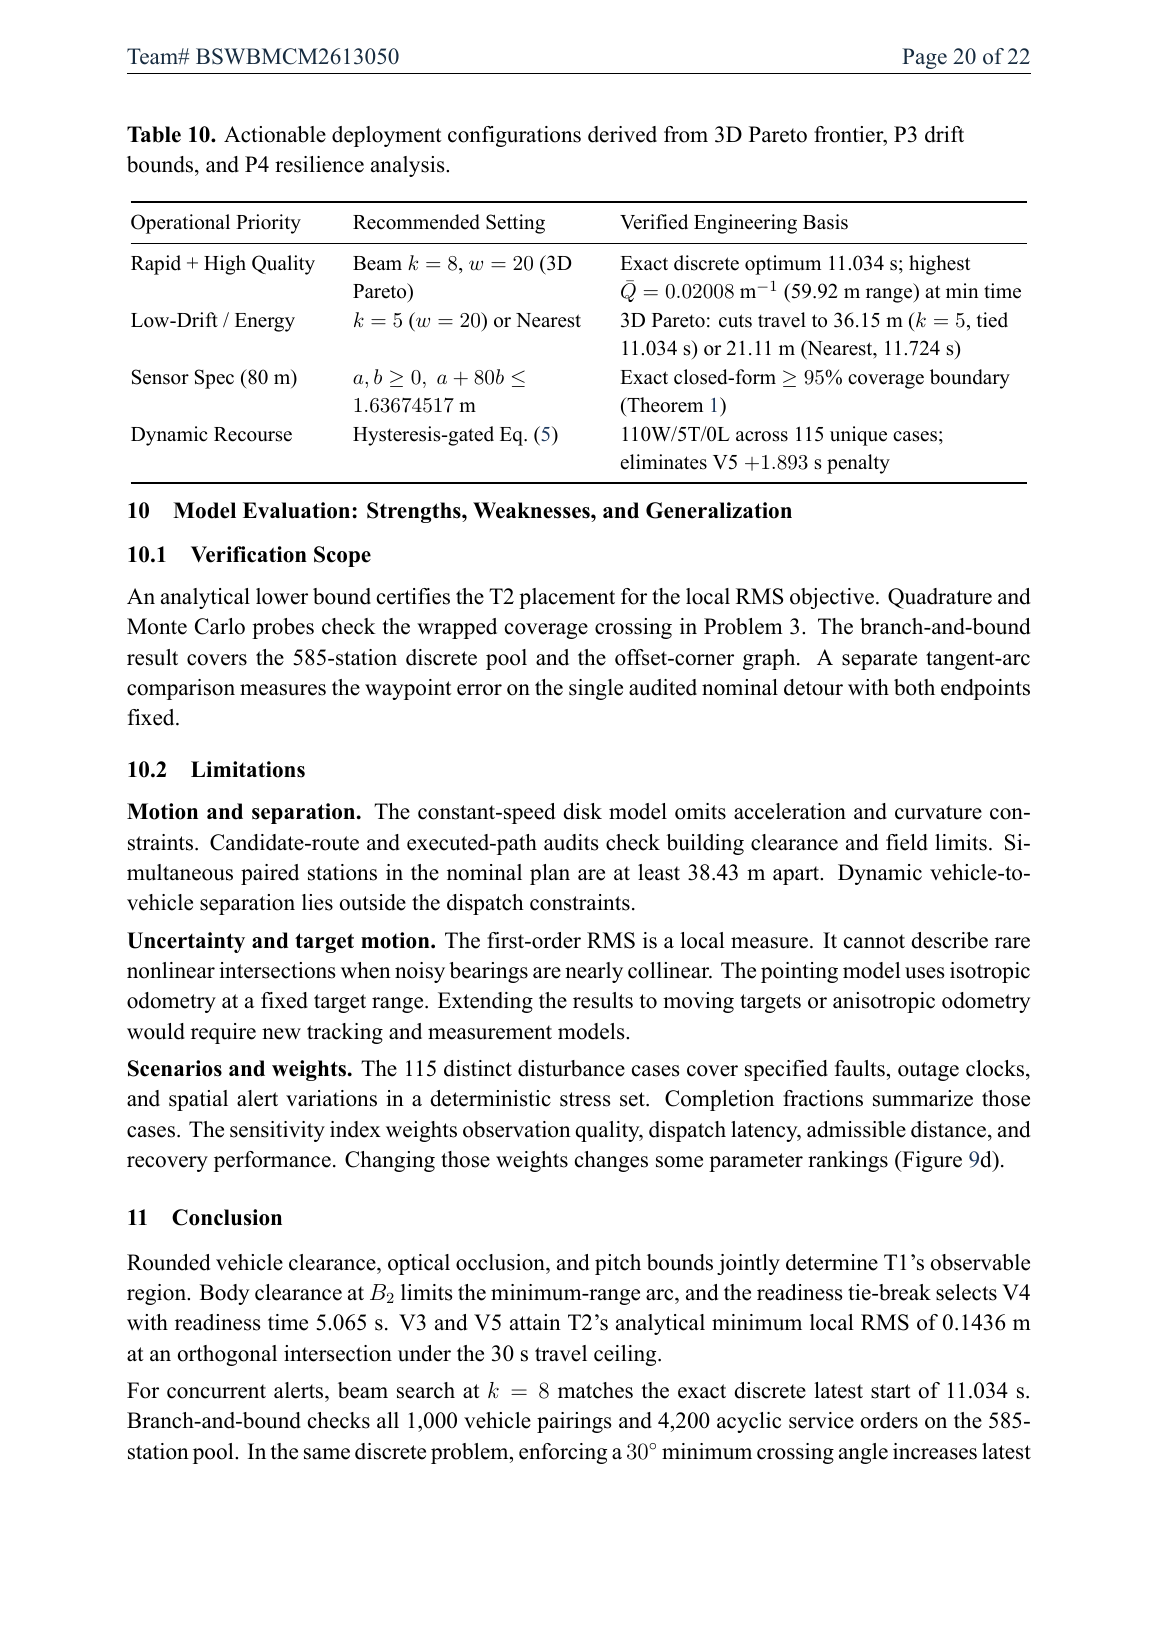 Team# BSWBMCM2613050 Page 20 of 22
Table 10. Actionable deployment configurations derived from 3D Pareto frontier, P3 drift
bounds, and P4 resilience analysis.
Operational Priority Recommended Setting Verified Engineering Basis
Rapid + High Quality Beam k = 8, w = 20 (3D Exact discrete optimum 11.034 s; highest
Pareto) Q̄ = 0.02008 m⁻¹ (59.92 m range) at min time
Low-Drift / Energy k = 5 (w = 20) or Nearest 3D Pareto: cuts travel to 36.15 m (k = 5, tied
11.034 s) or 21.11 m (Nearest, 11.724 s)
Sensor Spec (80 m) a, b ≥ 0, a + 80b ≤ Exact closed-form ≥ 95% coverage boundary
1.63674517 m (Theorem 1)
Dynamic Recourse Hysteresis-gated Eq. (5) 110W/5T/0L across 115 unique cases;
eliminates V5 +1.893 s penalty
10 Model Evaluation: Strengths, Weaknesses, and Generalization
10.1 Verification Scope
An analytical lower bound certifies the T2 placement for the local RMS objective. Quadrature and
Monte Carlo probes check the wrapped coverage crossing in Problem 3. The branch-and-bound
result covers the 585-station discrete pool and the offset-corner graph. A separate tangent-arc
comparison measures the waypoint error on the single audited nominal detour with both endpoints
fixed.
10.2 Limitations
Motion and separation. The constant-speed disk model omits acceleration and curvature con-
straints. Candidate-route and executed-path audits check building clearance and field limits. Si-
multaneous paired stations in the nominal plan are at least 38.43 m apart. Dynamic vehicle-to-
vehicle separation lies outside the dispatch constraints.
Uncertainty and target motion. The first-order RMS is a local measure. It cannot describe rare
nonlinear intersections when noisy bearings are nearly collinear. The pointing model uses isotropic
odometry at a fixed target range. Extending the results to moving targets or anisotropic odometry
would require new tracking and measurement models.
Scenarios and weights. The 115 distinct disturbance cases cover specified faults, outage clocks,
and spatial alert variations in a deterministic stress set. Completion fractions summarize those
cases. The sensitivity index weights observation quality, dispatch latency, admissible distance, and
recovery performance. Changing those weights changes some parameter rankings (Figure 9d).
11 Conclusion
Rounded vehicle clearance, optical occlusion, and pitch bounds jointly determine T1’s observable
region. Body clearance at B₂ limits the minimum-range arc, and the readiness tie-break selects V4
with readiness time 5.065 s. V3 and V5 attain T2’s analytical minimum local RMS of 0.1436 m
at an orthogonal intersection under the 30 s travel ceiling.
For concurrent alerts, beam search at k = 8 matches the exact discrete latest start of 11.034 s.
Branch-and-bound checks all 1,000 vehicle pairings and 4,200 acyclic service orders on the 585-
station pool. In the same discrete problem, enforcing a 30° minimum crossing angle increases latest